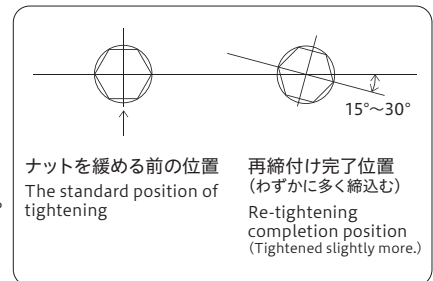 15°～30°
ナットを緩める前の位置
The standard position of
tightening
再締付け完了位置
（わずかに多く締込む）
Re-tightening
completion position
(Tightened slightly more.)